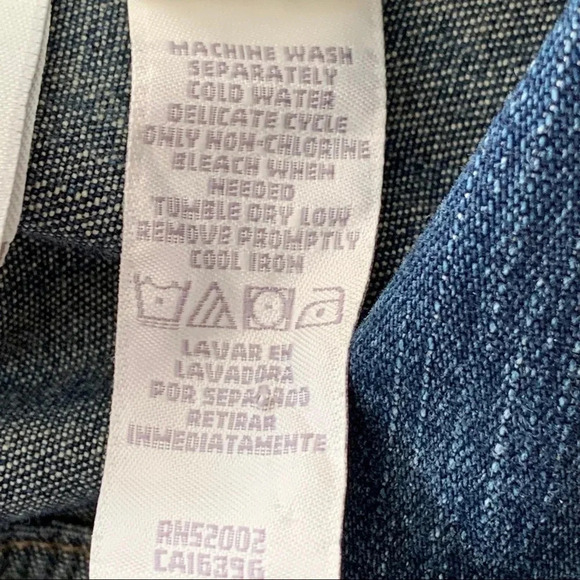 MACHINE WASH
SEPARATELY
COLD WATER
DELICATE CYCLE
ONLY NON-CHLORINE
BLEACH WHEN
NEEDED
TUMBLE DRY LOW
REMOVE PROMPTLY
COOL IRON
LAVAR EN
LAVADORA
POR SEPARADO
RETIRAR
INMEDIATAMENTE
RN52002
CA16396